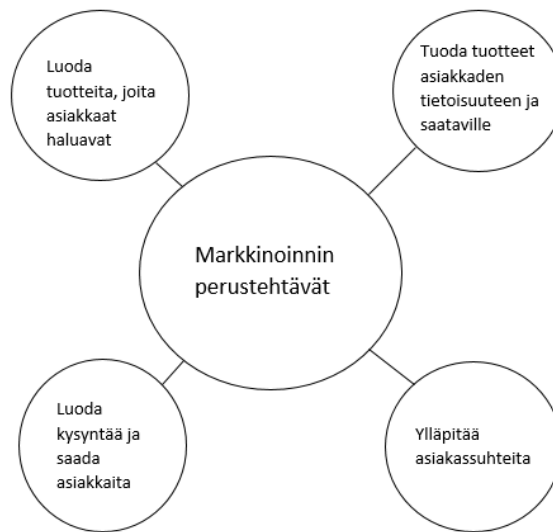 Luoda
tuotteita, joita
asiakkaat
haluavat
Tuoda tuotteet
asiakkaden
tietoisuuteen ja
saataville
Markkinoinnin
perustehtävät
Luoda
kysyntää ja
saada
asiakkaita
Ylläpitää
asiakassuhteita